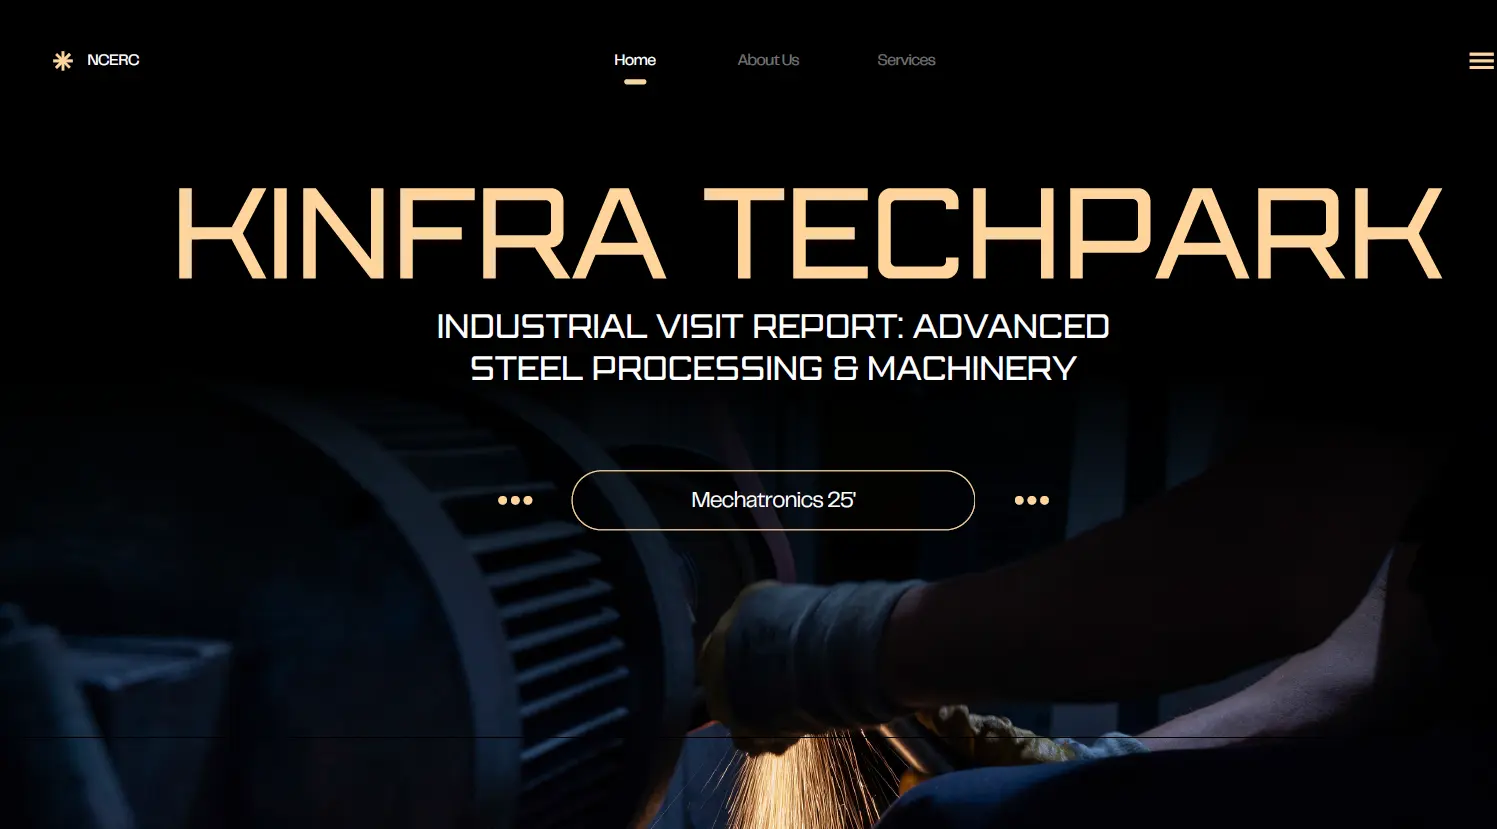 NCERC
Home
About Us
Services
KINFRA TECHPARK
INDUSTRIAL VISIT REPORT: ADVANCED
STEEL PROCESSING & MACHINERY
Mechatronics 25'